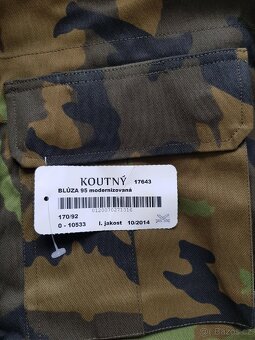 KOUTNÝ 17643
BLŮZA 95 modernizovaná
170/92
0 - 10533 I. jakost 10/2014